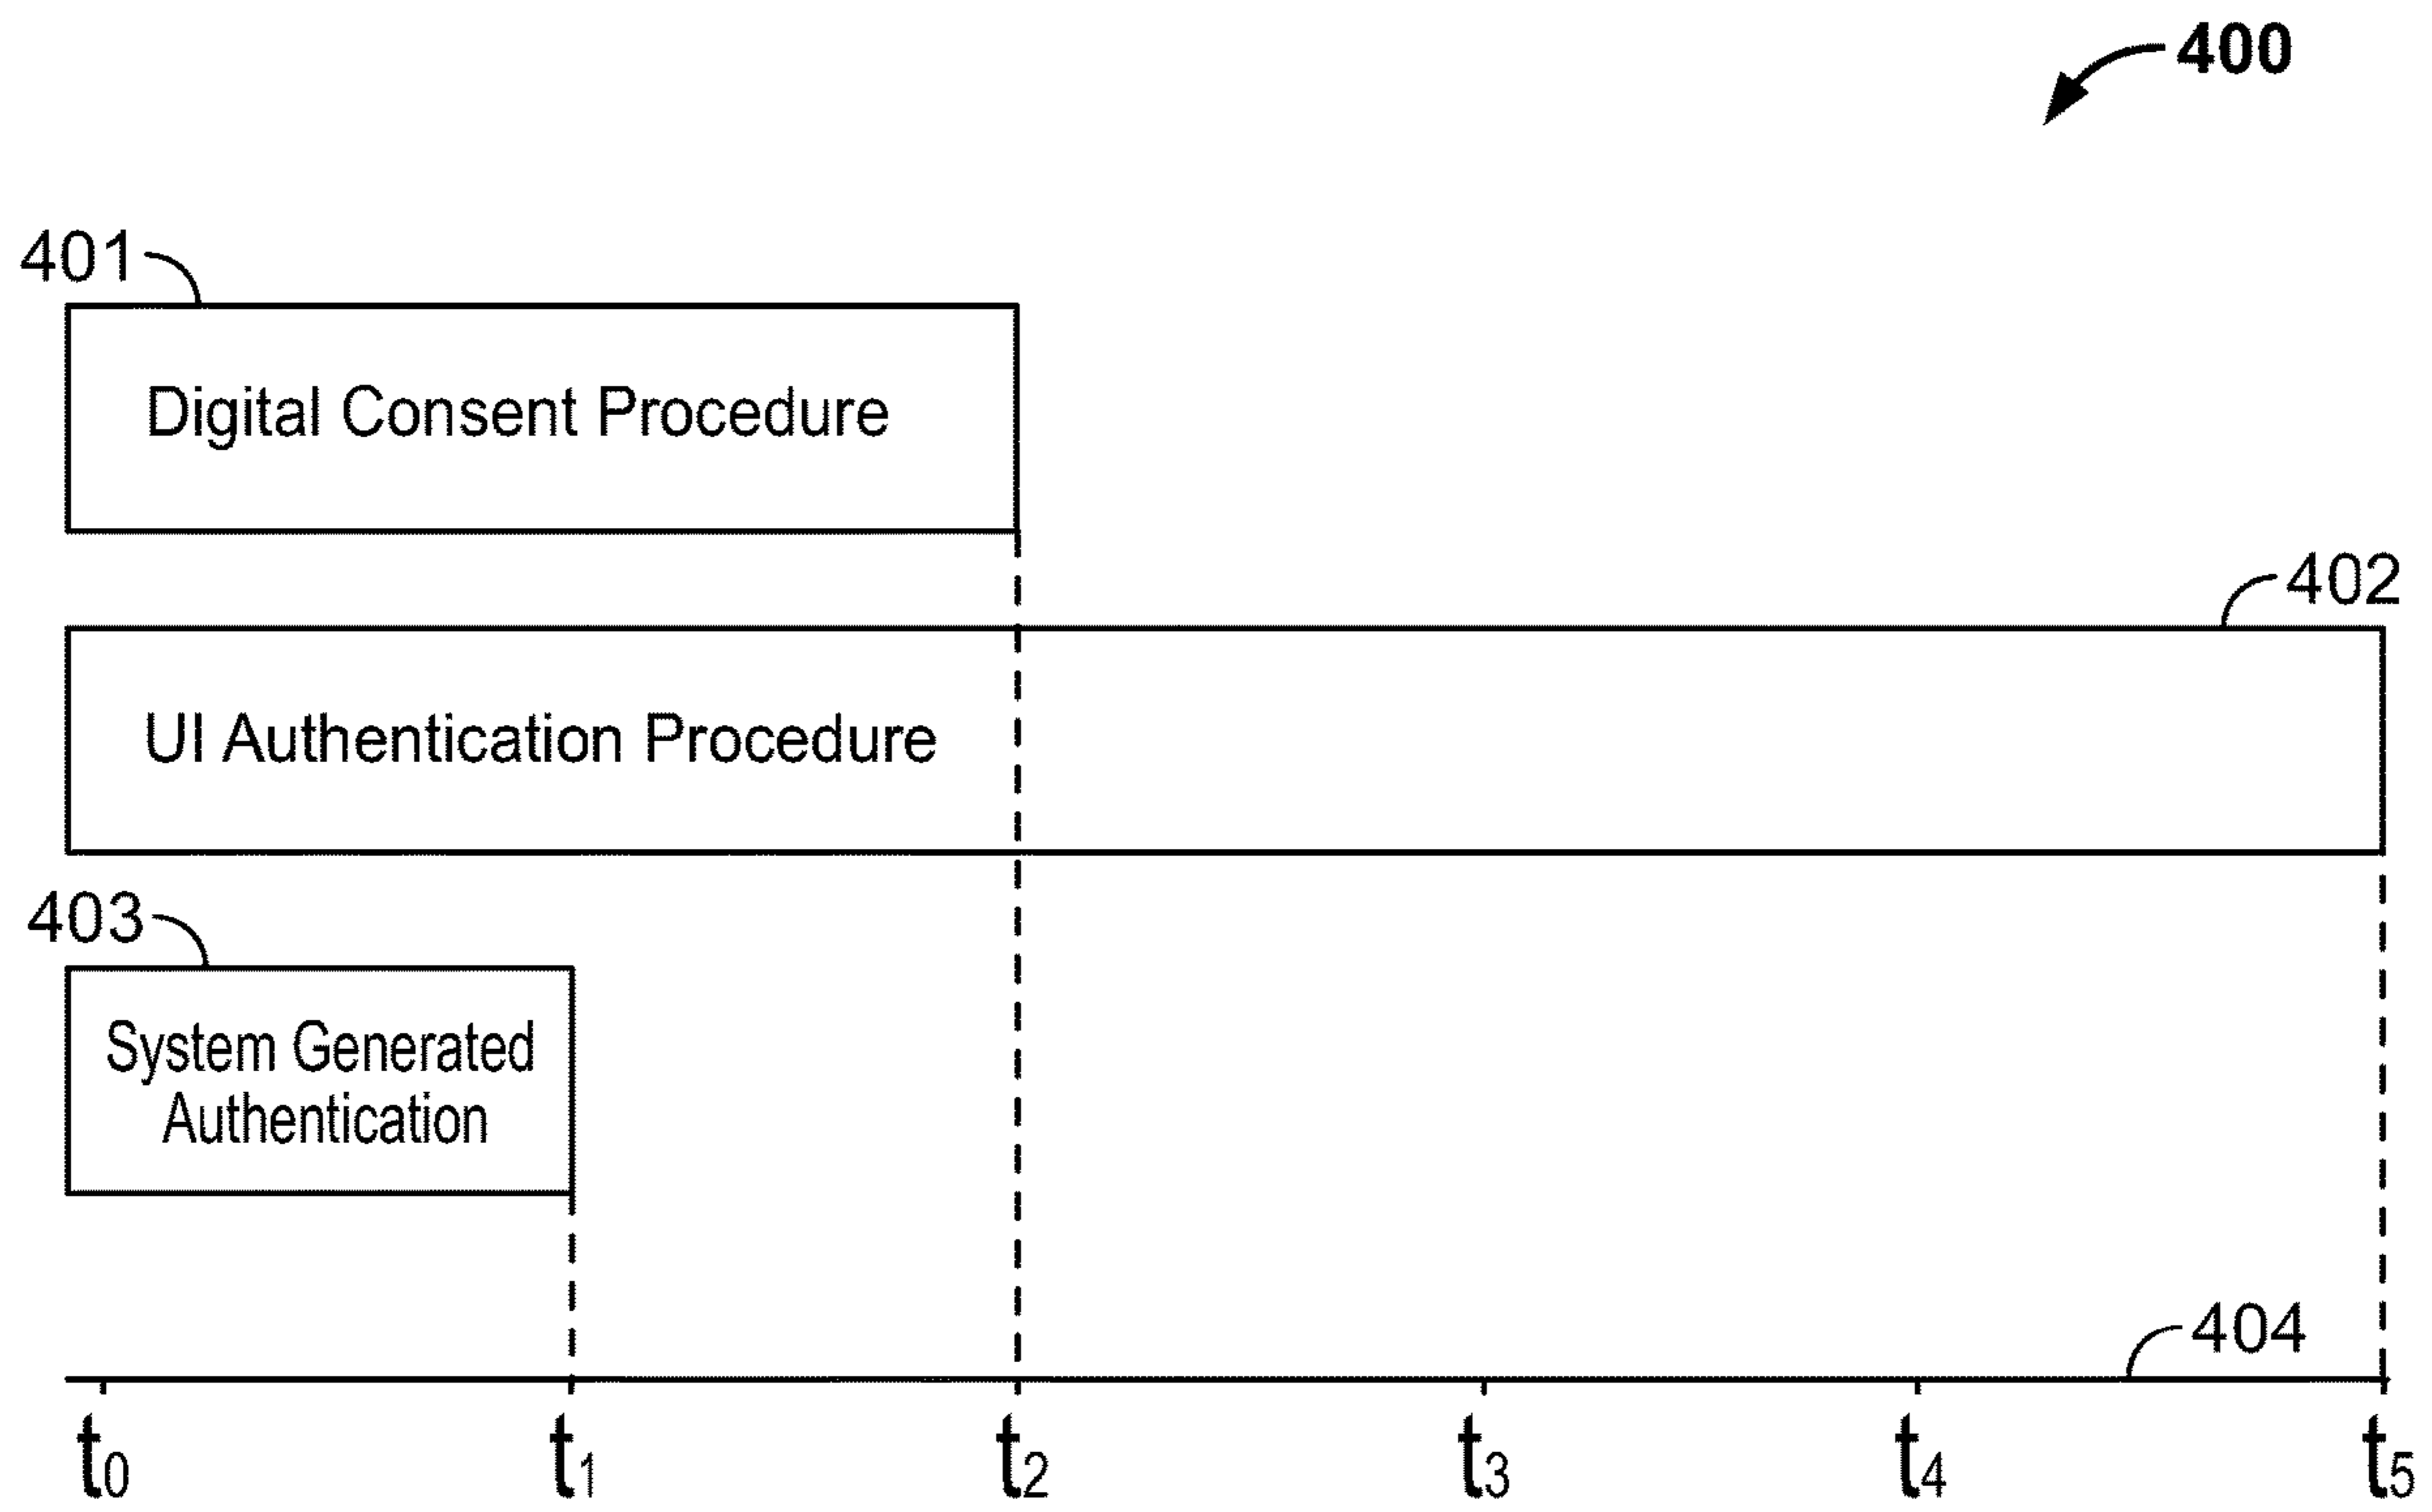 400
401
Digital Consent Procedure
402
UI Authentication Procedure
403
System Generated
Authentication
404
t0 t1 t2 t3 t4 t5